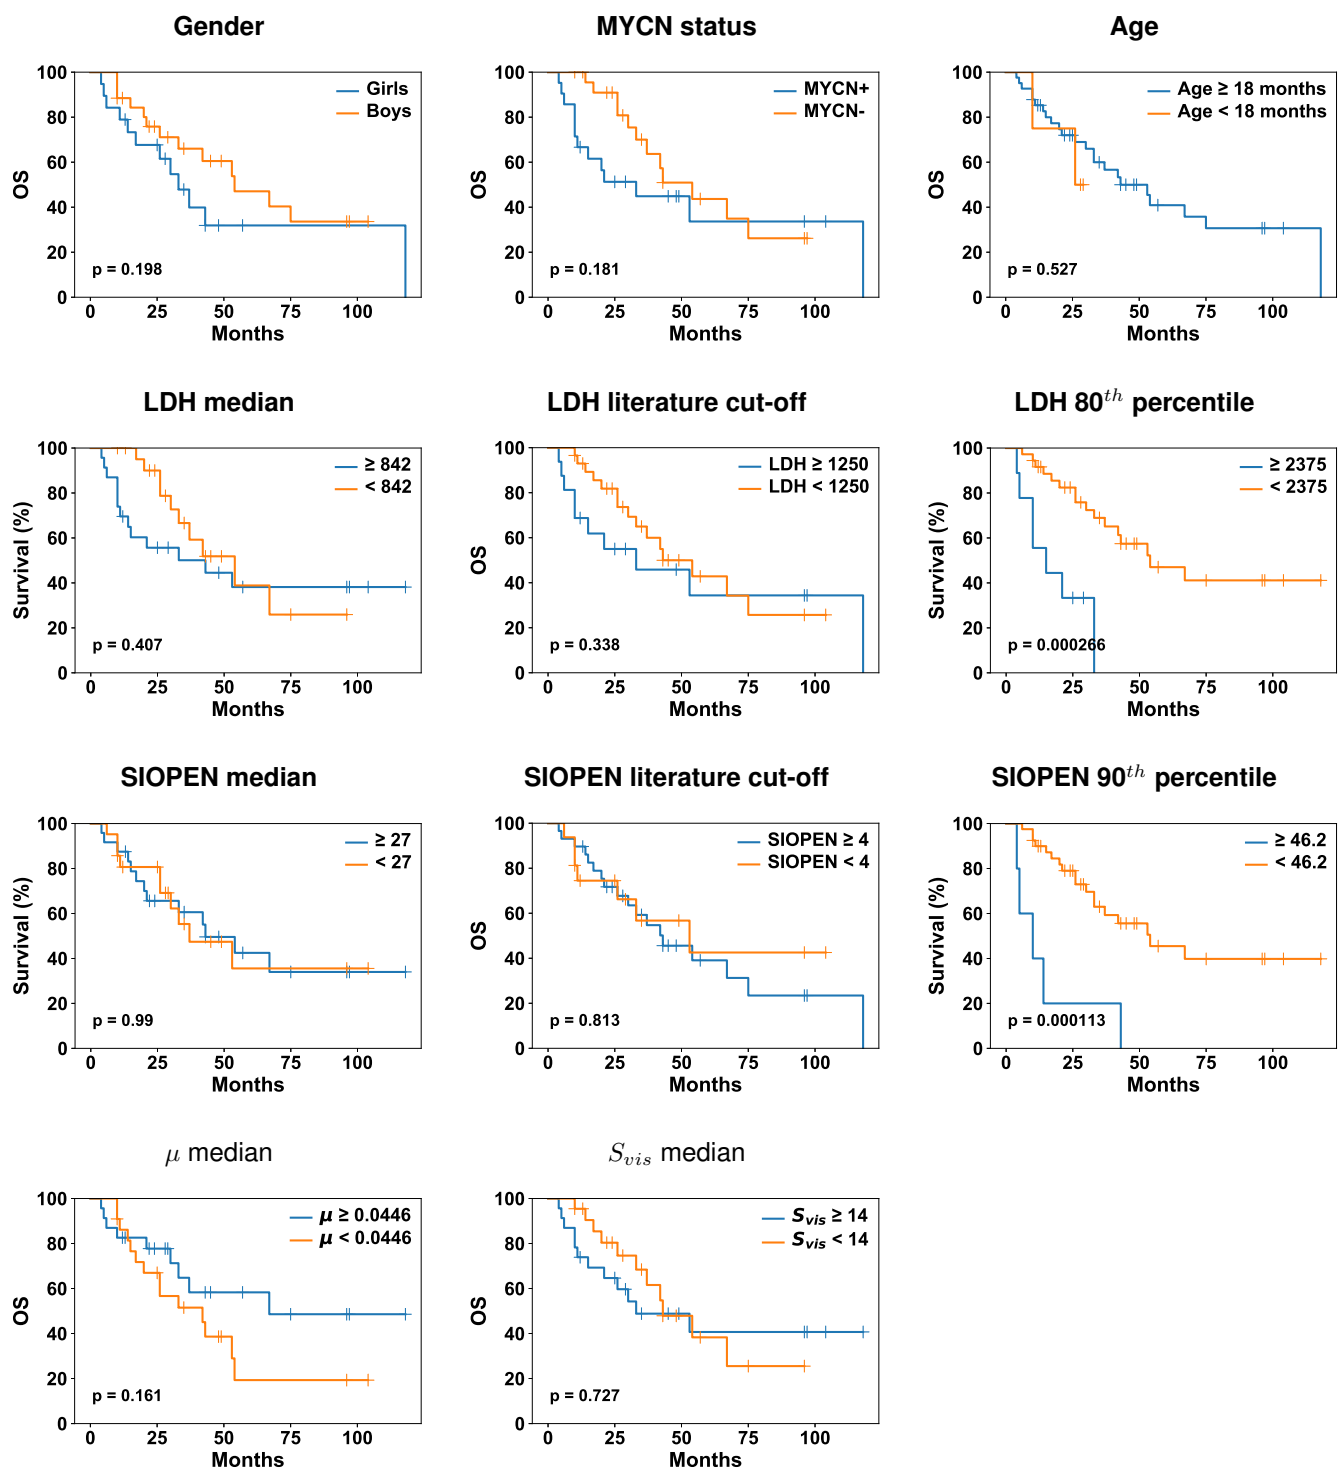 Gender
MYCN status
Age
100
80
60
40
20
0
OS
Girls
Boys
p = 0.198
0 25 50 75 100
Months
100
80
60
40
20
0
OS
MYCN+
MYCN-
p = 0.181
0 25 50 75 100
Months
100
80
60
40
20
0
OS
Age ≥ 18 months
Age < 18 months
p = 0.527
0 25 50 75 100
Months
LDH median
LDH literature cut-off
LDH 80th percentile
100
80
60
40
20
0
Survival (%)
≥ 842
< 842
p = 0.407
0 25 50 75 100
Months
100
80
60
40
20
0
OS
LDH ≥ 1250
LDH < 1250
p = 0.338
0 25 50 75 100
Months
100
80
60
40
20
0
Survival (%)
≥ 2375
< 2375
p = 0.000266
0 25 50 75 100
Months
SIOPEN median
SIOPEN literature cut-off
SIOPEN 90th percentile
100
80
60
40
20
0
Survival (%)
≥ 27
< 27
p = 0.99
0 25 50 75 100
Months
100
80
60
40
20
0
OS
SIOPEN ≥ 4
SIOPEN < 4
p = 0.813
0 25 50 75 100
Months
100
80
60
40
20
0
Survival (%)
≥ 46.2
< 46.2
p = 0.000113
0 25 50 75 100
Months
μ median
S_vis median
100
80
60
40
20
0
OS
μ ≥ 0.0446
μ < 0.0446
p = 0.161
0 25 50 75 100
Months
100
80
60
40
20
0
OS
S_vis ≥ 14
S_vis < 14
p = 0.727
0 25 50 75 100
Months